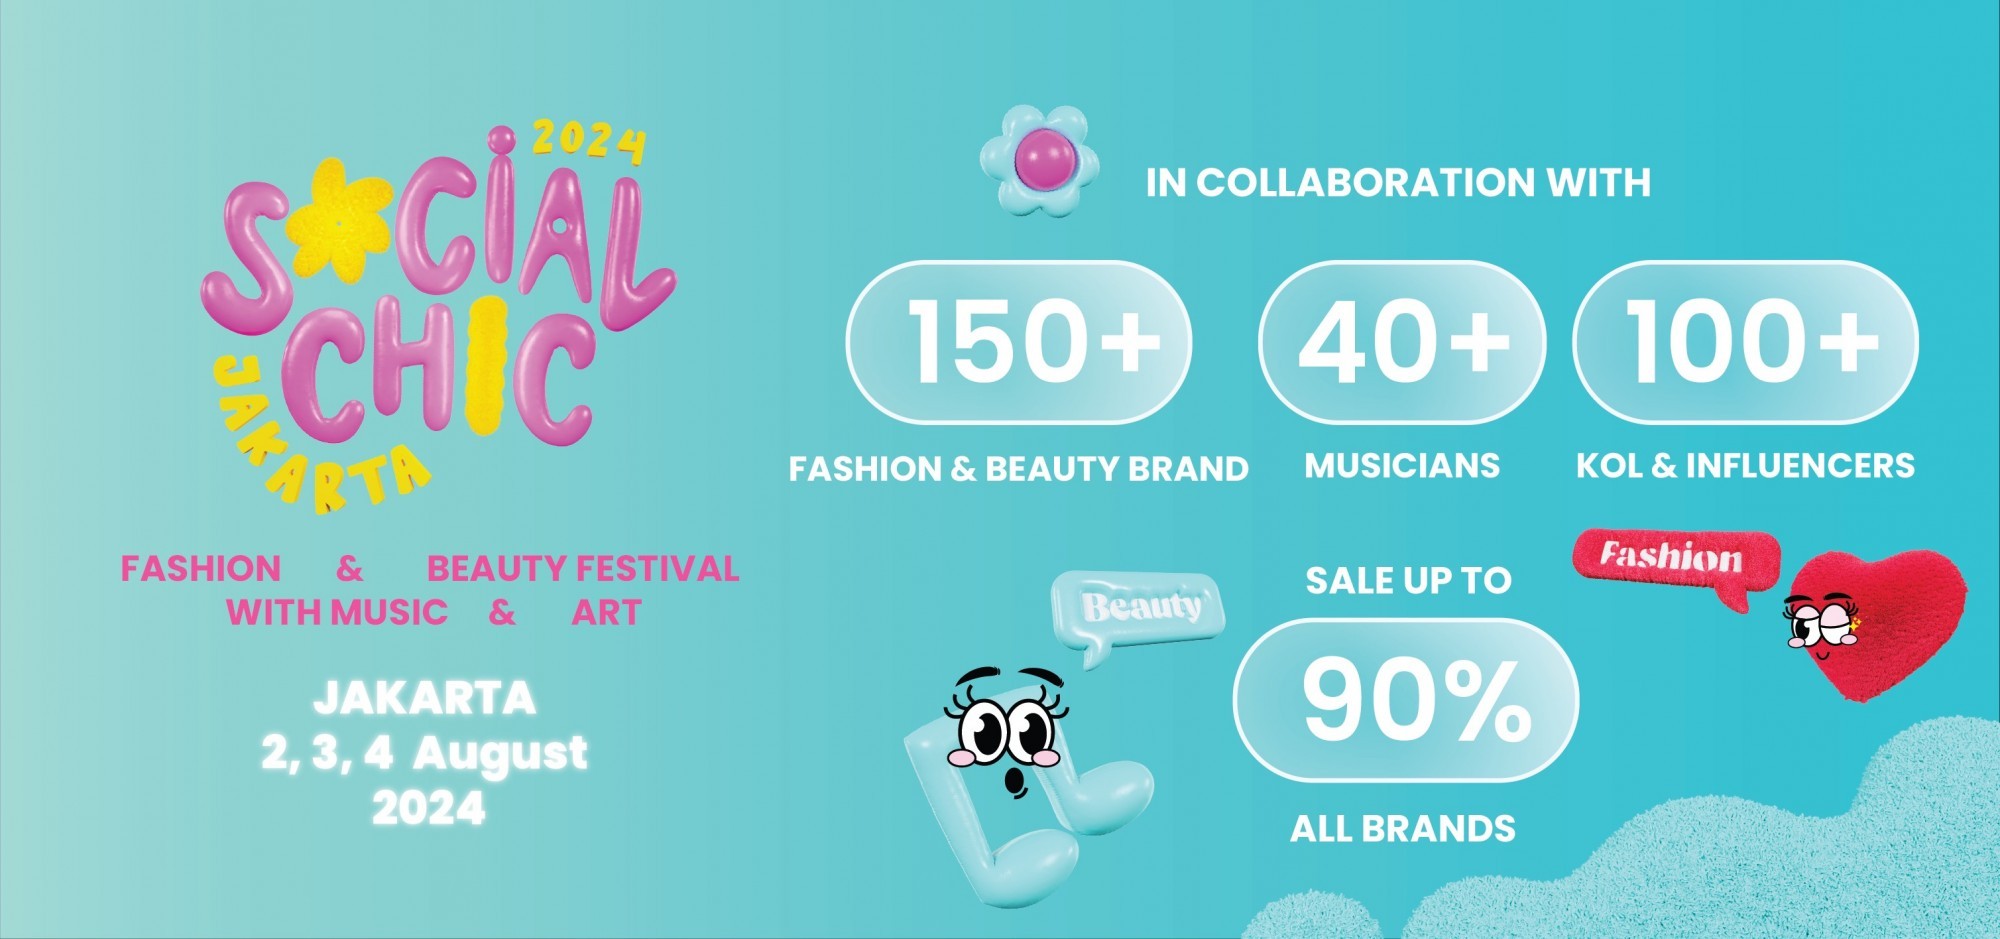 2024
SOCIAL
CHIC
JAKARTA
FASHION & BEAUTY FESTIVAL
WITH MUSIC & ART
JAKARTA
2, 3, 4 August
2024
IN COLLABORATION WITH
150+
FASHION & BEAUTY BRAND
40+
MUSICIANS
100+
KOL & INFLUENCERS
Beauty
SALE UP TO
90%
ALL BRANDS
Fashion